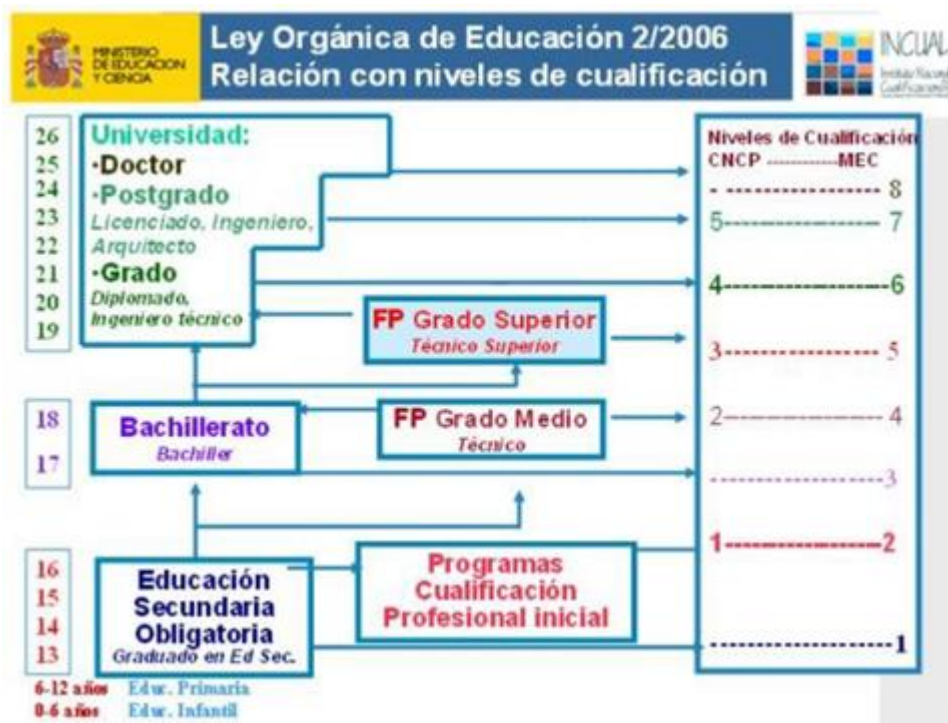 MINISTERIO
DE EDUCACION
Y CIENCIA
Ley Orgánica de Educación 2/2006
Relación con niveles de cualificación
INCUAL
26
25
24
23
22
21
20
19
Universidad:
·Doctor
·Postgrado
Licenciado, Ingeniero,
Arquitecto
·Grado
Diplomado,
Ingeniero técnico
FP Grado Superior
Técnico Superior
18
17
Bachillerato
Bachiller
FP Grado Medio
Técnico
16
15
14
13
Educación
Secundaria
Obligatoria
Graduado en Ed Sec.
Programas
Cualificación
Profesional inicial
6-12 años Educ. Primaria
0-6 años Educ. Infantil
Niveles de Cualificación
CNCP ------------MEC
- ------------------ 8
5------------------ 7
4-------------------6
3------------------ 5
2------------------ 4
-------------------3
1-------------------2
-------------------1